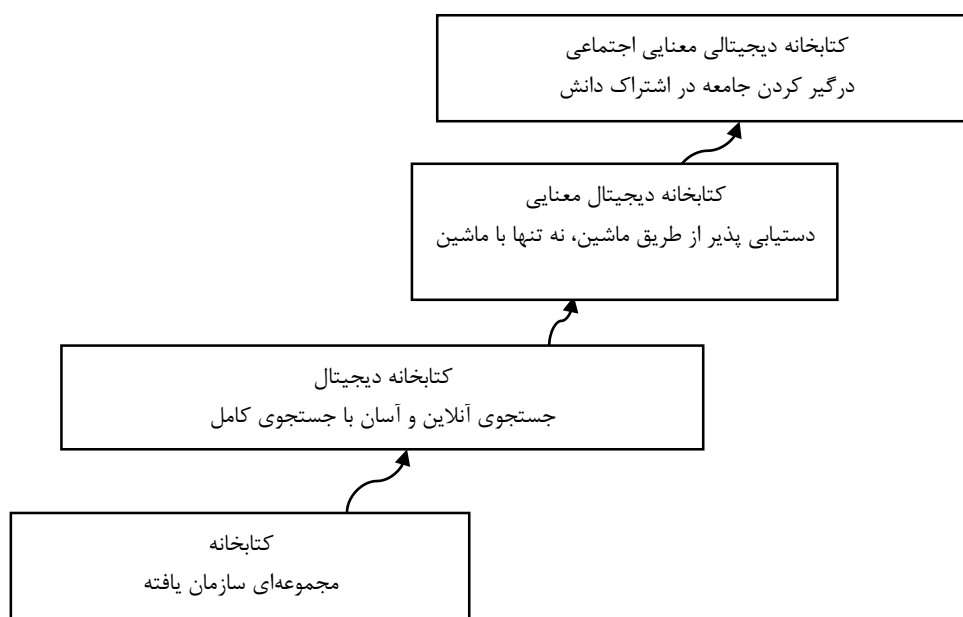 کتابخانه دیجیتالی معنایی اجتماعی
درگیر کردن جامعه در اشتراک دانش
کتابخانه دیجیتال معنایی
دستیابی پذیر از طریق ماشین، نه تنها با ماشین
کتابخانه دیجیتال
جستجوی آنلاین و آسان با جستجوی کامل
کتابخانه
مجموعه‌ای سازمان یافته